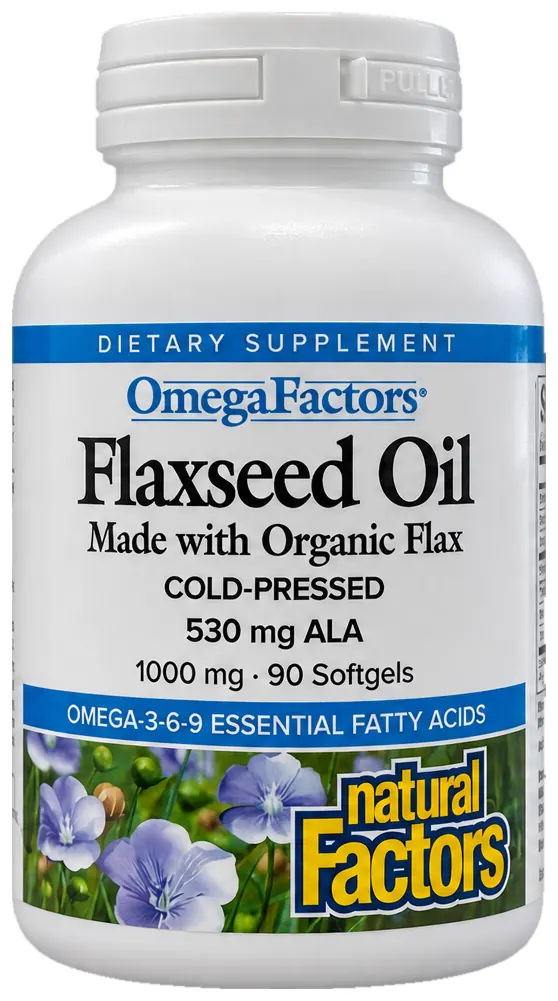 PULL
DIETARY SUPPLEMENT
OmegaFactors®
Flaxseed Oil
Made with Organic Flax
COLD-PRESSED
530 mg ALA
1000 mg · 90 Softgels
OMEGA-3-6-9 ESSENTIAL FATTY ACIDS
natural
Factors